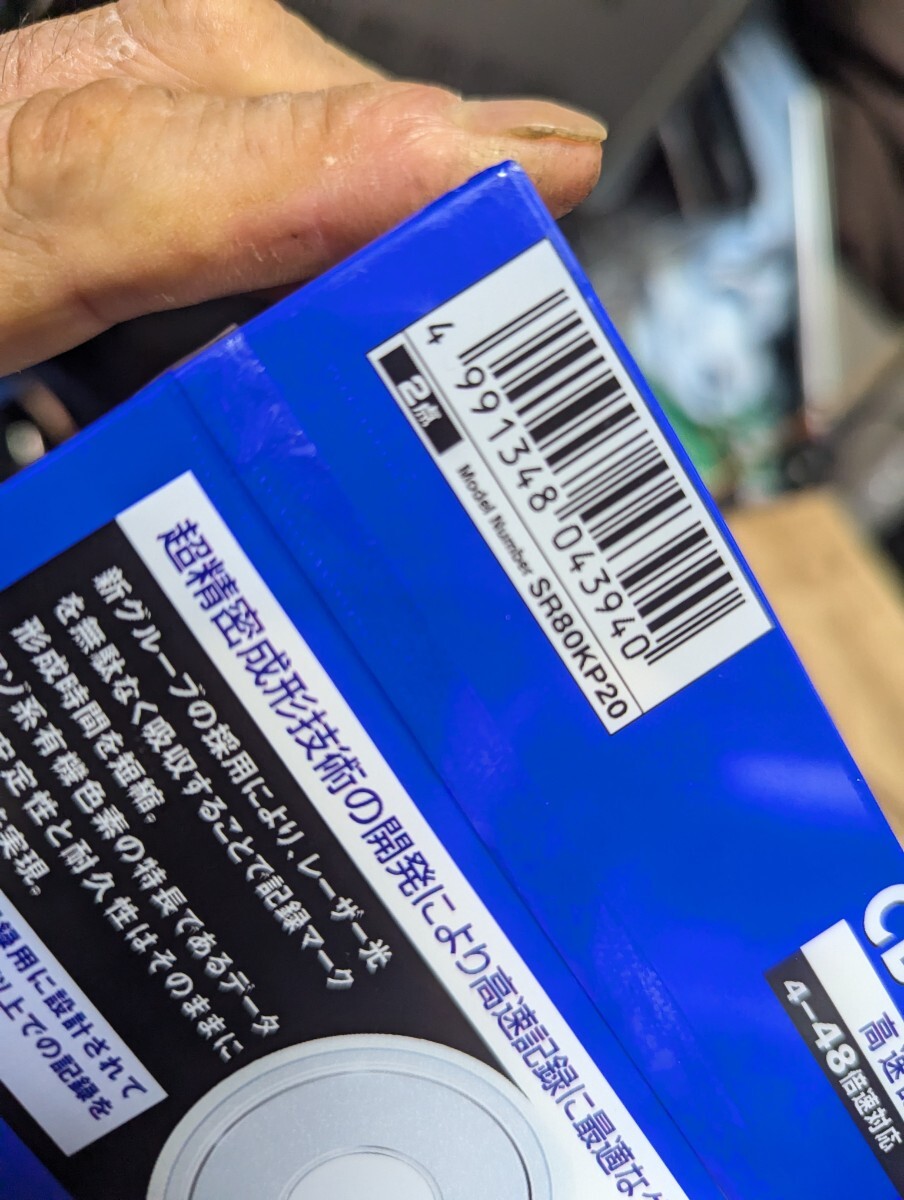 4 991348 043940
2点
Model Number SR80KP20
超精密成形技術の開発により高速記録に最適な
新グルーブの採用により、レーザー光
を無駄なく吸収することで記録マーク
形成時間を短縮。
アゾ系有機色素の特長であるデータ
安定性と耐久性はそのままに
実現。
録用に設計されて
以上での記録を
高速
4-48倍速対応